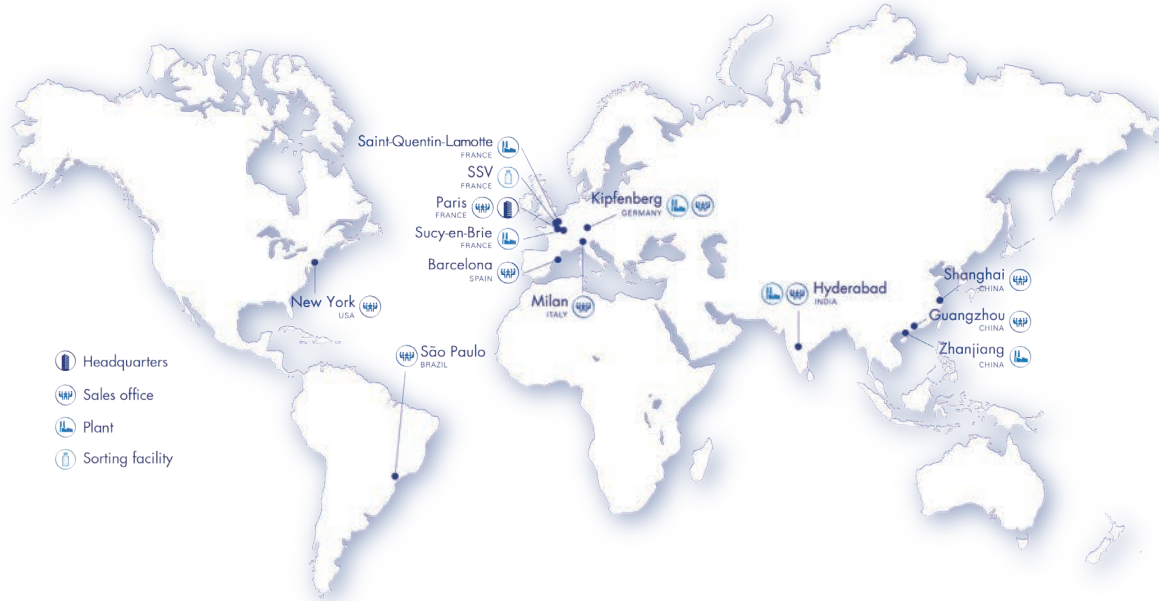 Saint-Quentin-Lamotte
FRANCE
SSV
FRANCE
Paris
FRANCE
Sucy-en-Brie
FRANCE
Barcelona
SPAIN
Kipfenberg
GERMANY
Milan
ITALY
New York
USA
São Paulo
BRAZIL
Hyderabad
INDIA
Shanghai
CHINA
Guangzhou
CHINA
Zhanjiang
CHINA
Headquarters
Sales office
Plant
Sorting facility